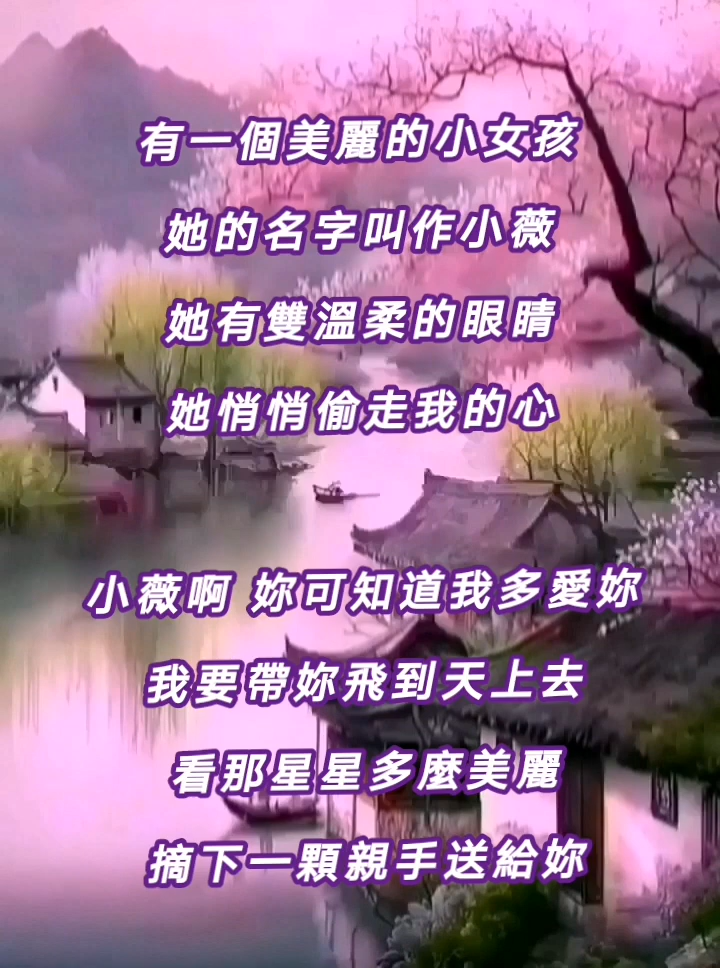 有一個美麗的小女孩
她的名字叫作小薇
她有雙溫柔的眼睛
她悄悄偷走我的心
小薇啊 妳可知道我多愛妳
我要帶妳飛到天上去
看那星星多麼美麗
摘下一顆親手送給妳